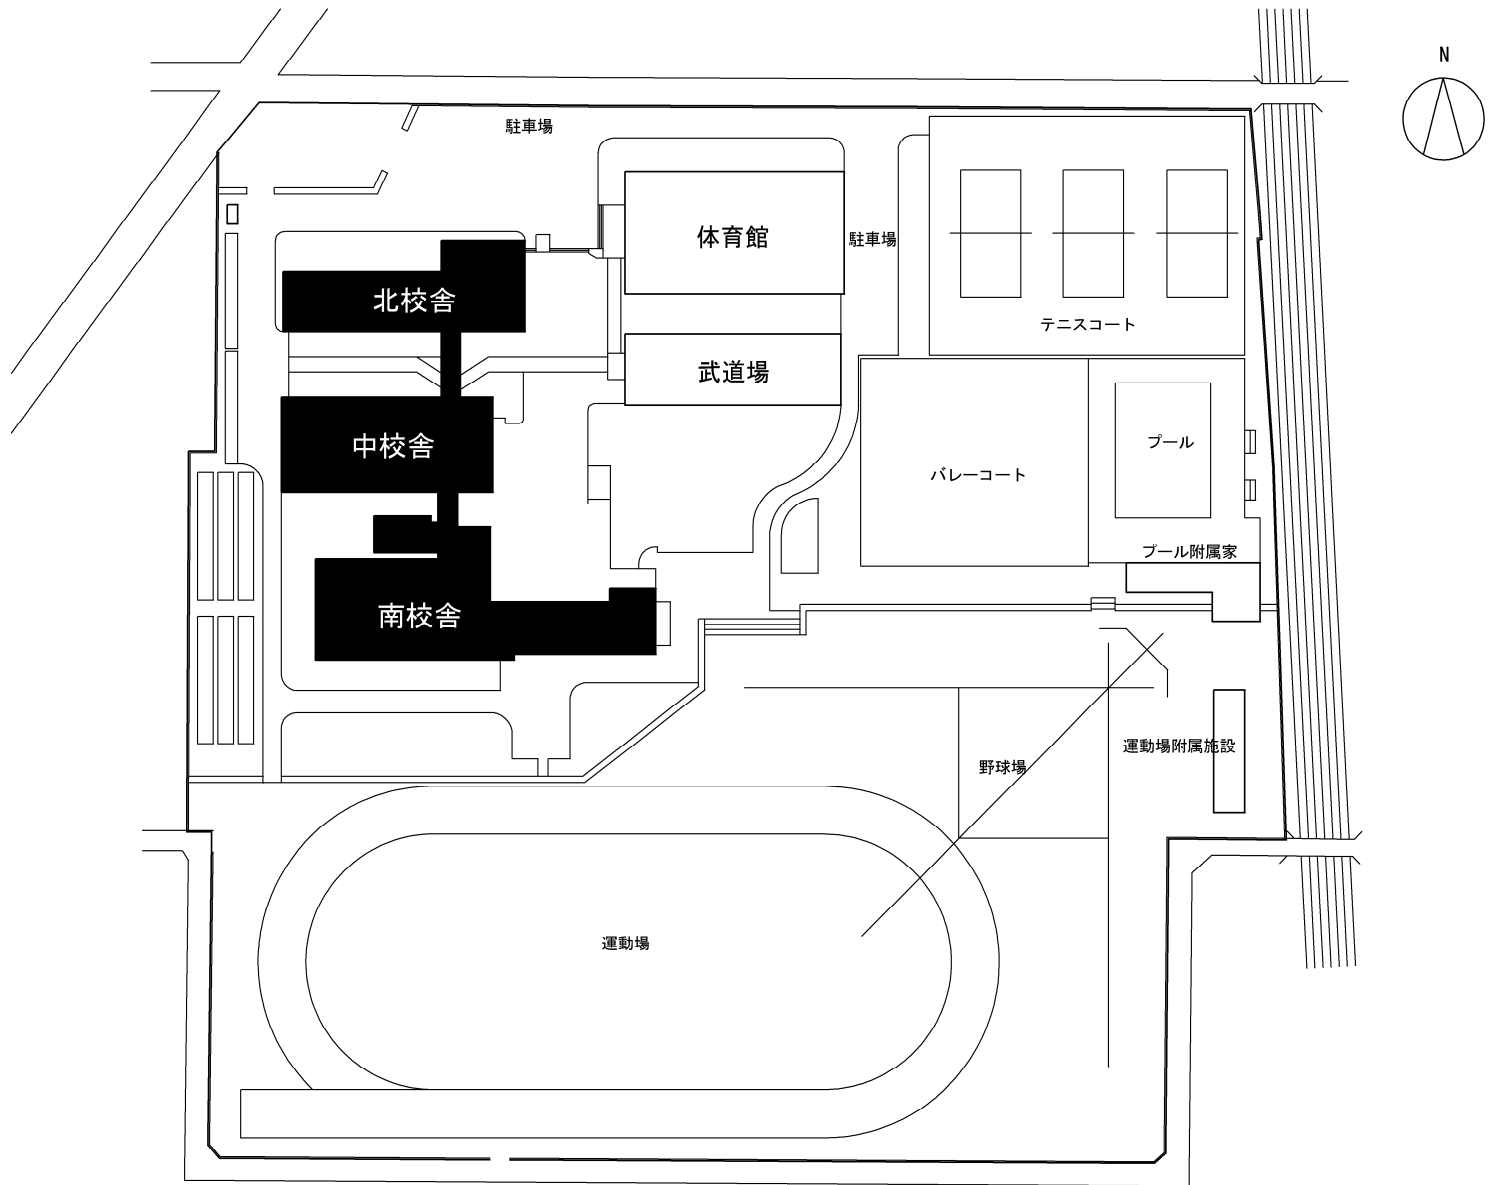 N
駐車場
体育館
駐車場
北校舎
テニスコート
武道場
中校舎
プール
バレーコート
プール附属家
南校舎
運動場附属施設
野球場
運動場